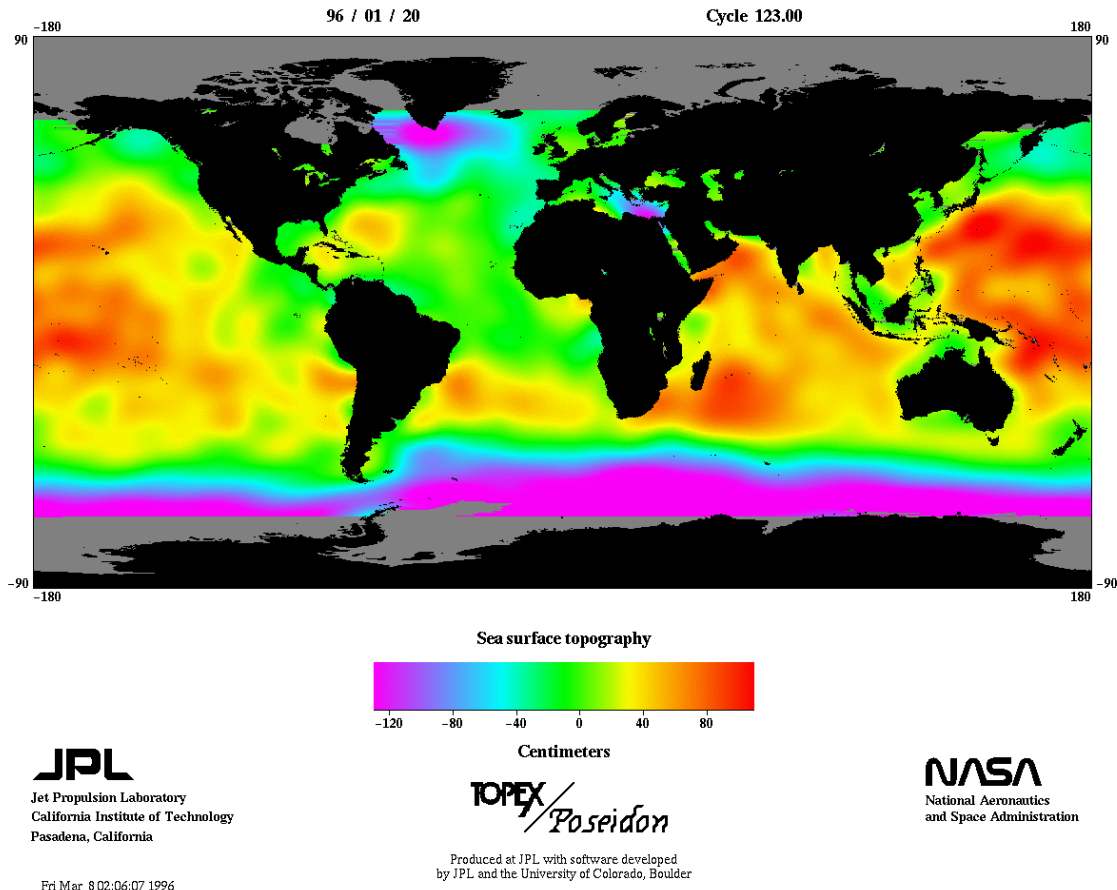 96 / 01 / 20
Cycle 123.00
-180
180
90
90
-90
-90
-180
180
Sea surface topography
-120 -80 -40 0 40 80
Centimeters
JPL
Jet Propulsion Laboratory
California Institute of Technology
Pasadena, California
TOPEX/Poseidon
NASA
National Aeronautics
and Space Administration
Produced at JPL with software developed
by JPL and the University of Colorado, Boulder
Fri Mar 8 02:06:07 1996